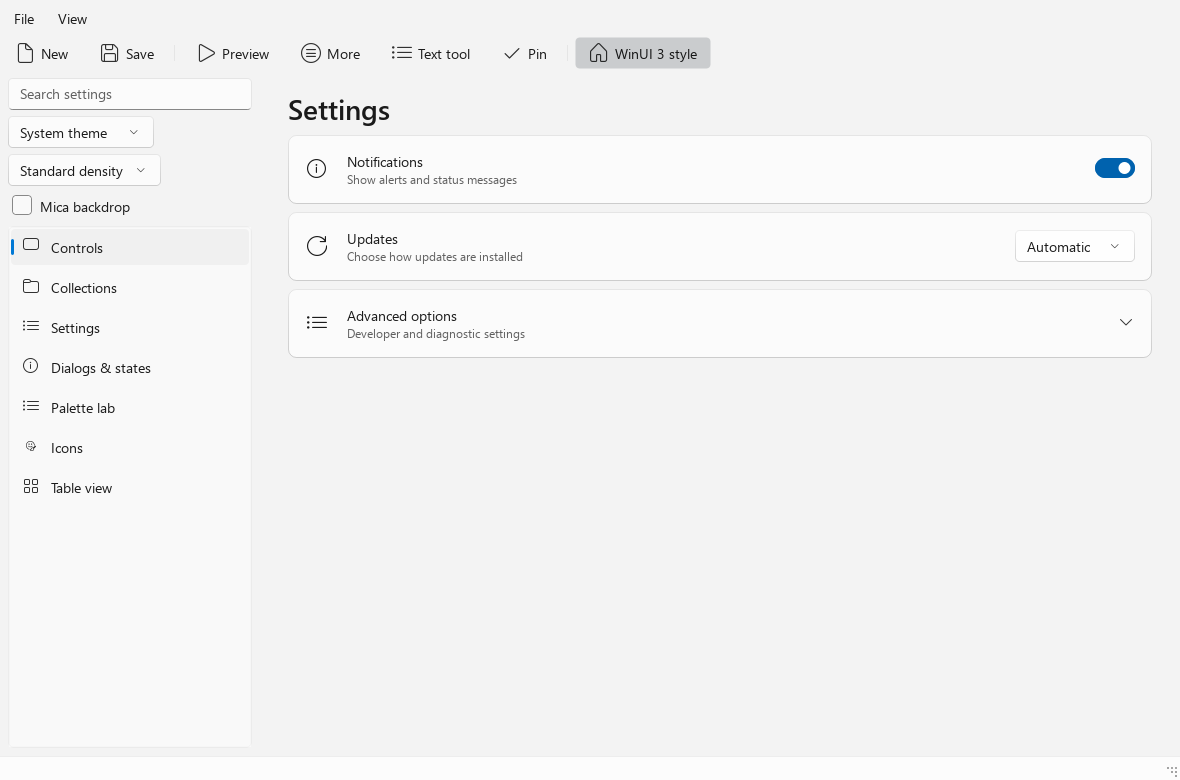 File View
New Save Preview More Text tool Pin WinUI 3 style
Search settings
System theme
Standard density
Mica backdrop
Controls
Collections
Settings
Dialogs & states
Palette lab
Icons
Table view
Settings
Notifications
Show alerts and status messages
Updates
Choose how updates are installed
Automatic
Advanced options
Developer and diagnostic settings